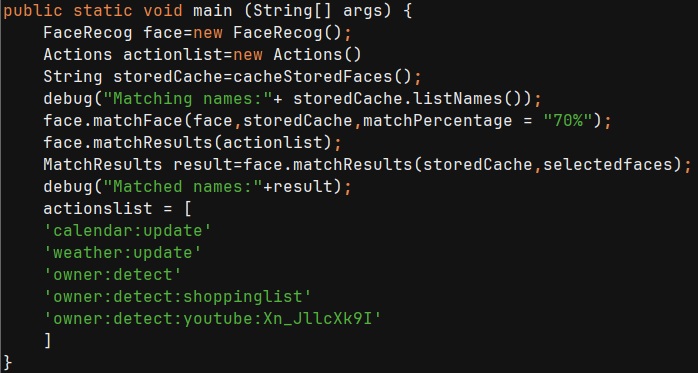 public static void main (String[] args) {
    FaceRecog face=new FaceRecog();
    Actions actionlist=new Actions()
    String storedCache=cacheStoredFaces();
    debug("Matching names:"+ storedCache.listNames());
    face.matchFace(face,storedCache,matchPercentage = "70%");
    face.matchResults(actionlist);
    MatchResults result=face.matchResults(storedCache,selectedfaces);
    debug("Matched names:"+result);
    actionslist = [
    'calendar:update'
    'weather:update'
    'owner:detect'
    'owner:detect:shoppinglist'
    'owner:detect:youtube:Xn_JllcXk9I'
    ]
}